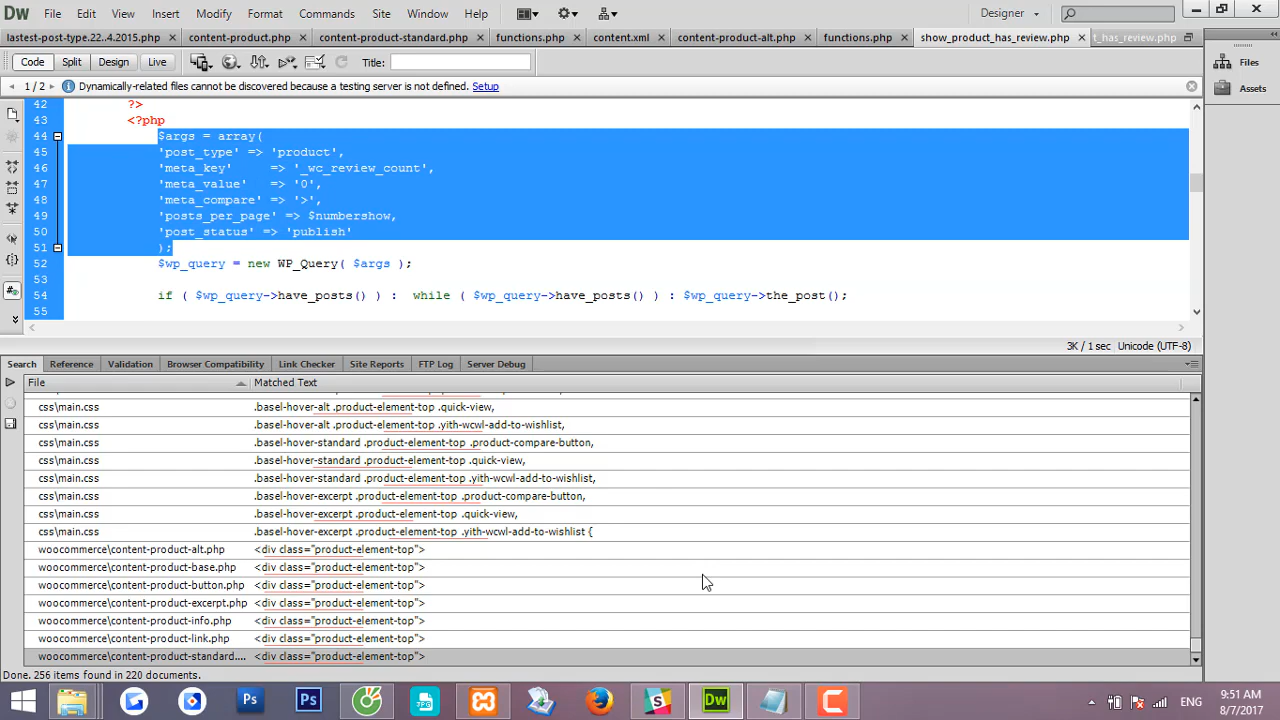 Dw File Edit View Insert Modify Format Commands Site Window Help Designer
lastest-post-type.22..4.2015.php × content-product.php × content-product-standard.php × functions.php × content.xml × content-product-alt.php × functions.php × show_product_has_review.php × t_has_review.php
Code Split Design Live Title:
1 / 2 Dynamically-related files cannot be discovered because a testing server is not defined. Setup
Files
Assets
42 ?>
43 <?php
44 $args = array(
45 'post_type' => 'product',
46 'meta_key' => '_wc_review_count',
47 'meta_value' => '0',
48 'meta_compare' => '>',
49 'posts_per_page' => $numbershow,
50 'post_status' => 'publish'
51 );
52 $wp_query = new WP_Query( $args );
53
54 if ( $wp_query->have_posts() ) : while ( $wp_query->have_posts() ) : $wp_query->the_post();
55
3K / 1 sec Unicode (UTF-8)
Search Reference Validation Browser Compatibility Link Checker Site Reports FTP Log Server Debug
File Matched Text
css\main.css .basel-hover-alt .product-element-top .quick-view,
css\main.css .basel-hover-alt .product-element-top .yith-wcwl-add-to-wishlist,
css\main.css .basel-hover-standard .product-element-top .product-compare-button,
css\main.css .basel-hover-standard .product-element-top .quick-view,
css\main.css .basel-hover-standard .product-element-top .yith-wcwl-add-to-wishlist,
css\main.css .basel-hover-excerpt .product-element-top .product-compare-button,
css\main.css .basel-hover-excerpt .product-element-top .quick-view,
css\main.css .basel-hover-excerpt .product-element-top .yith-wcwl-add-to-wishlist {
woocommerce\content-product-alt.php <div class="product-element-top">
woocommerce\content-product-base.php <div class="product-element-top">
woocommerce\content-product-button.php <div class="product-element-top">
woocommerce\content-product-excerpt.php <div class="product-element-top">
woocommerce\content-product-info.php <div class="product-element-top">
woocommerce\content-product-link.php <div class="product-element-top">
woocommerce\content-product-standard.... <div class="product-element-top">
Done. 256 items found in 220 documents.
Ps Ps JPG Dw ENG 9:51 AM
8/7/2017